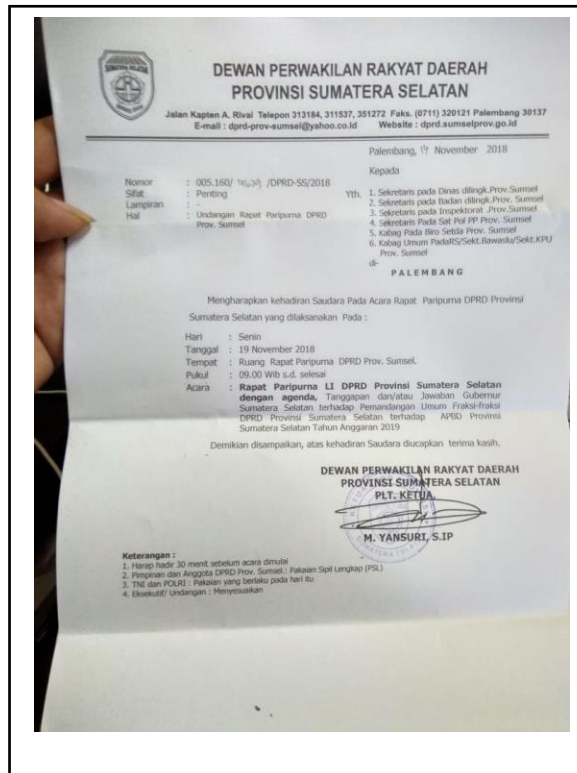 SUMATERA SELATAN
DEWAN PERWAKILAN RAKYAT DAERAH
PROVINSI SUMATERA SELATAN
Jalan Kapten A. Rivai Telepon 313184, 311537, 351272 Faks. (0711) 320121 Palembang 30137
E-mail : dprd-prov-sumsel@yahoo.co.id Website : dprd.sumselprov.go.id
Palembang, 14 November 2018
Kepada
Nomor : 005.160/ /DPRD-SS/2018
Sifat : Penting
Lampiran : -
Hal : Undangan Rapat Paripurna DPRD
Prov. Sumsel
Yth. 1. Sekretaris pada Dinas dilingk.Prov.Sumsel
2. Sekretaris pada Badan dilingk.Prov. Sumsel
3. Sekretaris pada Inspektorat .Prov.Sumsel
4. Sekretaris Pada Sat Pol PP Prov. Sumsel
5. Kabag Pada Biro Setda Prov. Sumsel
6. Kabag Umum PadaRS/Sekt.Bawaslu/Sekt.KPU
Prov. Sumsel
di-
PALEMBANG
Mengharapkan kehadiran Saudara Pada Acara Rapat Paripurna DPRD Provinsi
Sumatera Selatan yang dilaksanakan Pada :
Hari : Senin
Tanggal : 19 November 2018
Tempat : Ruang Rapat Paripurna DPRD Prov. Sumsel.
Pukul : 09.00 Wib s.d. selesai
Acara : Rapat Paripurna LI DPRD Provinsi Sumatera Selatan
dengan agenda, Tanggapan dan/atau Jawaban Gubernur
Sumatera Selatan terhadap Pemandangan Umum Fraksi-fraksi
DPRD Provinsi Sumatera Selatan terhadap APBD Provinsi
Sumatera Selatan Tahun Anggaran 2019
Demikian disampaikan, atas kehadiran Saudara diucapkan terima kasih.
DEWAN PERWAKILAN RAKYAT DAERAH
PROVINSI SUMATERA SELATAN
PLT. KETUA,
M. YANSURI, S.IP
Keterangan :
1. Harap hadir 30 menit sebelum acara dimulai
2. Pimpinan dan Anggota DPRD Prov. Sumsel.: Pakaian Sipil Lengkap (PSL)
3. TNI dan POLRI : Pakaian yang berlaku pada hari itu
4. Eksekutif/ Undangan : Menyesuaikan